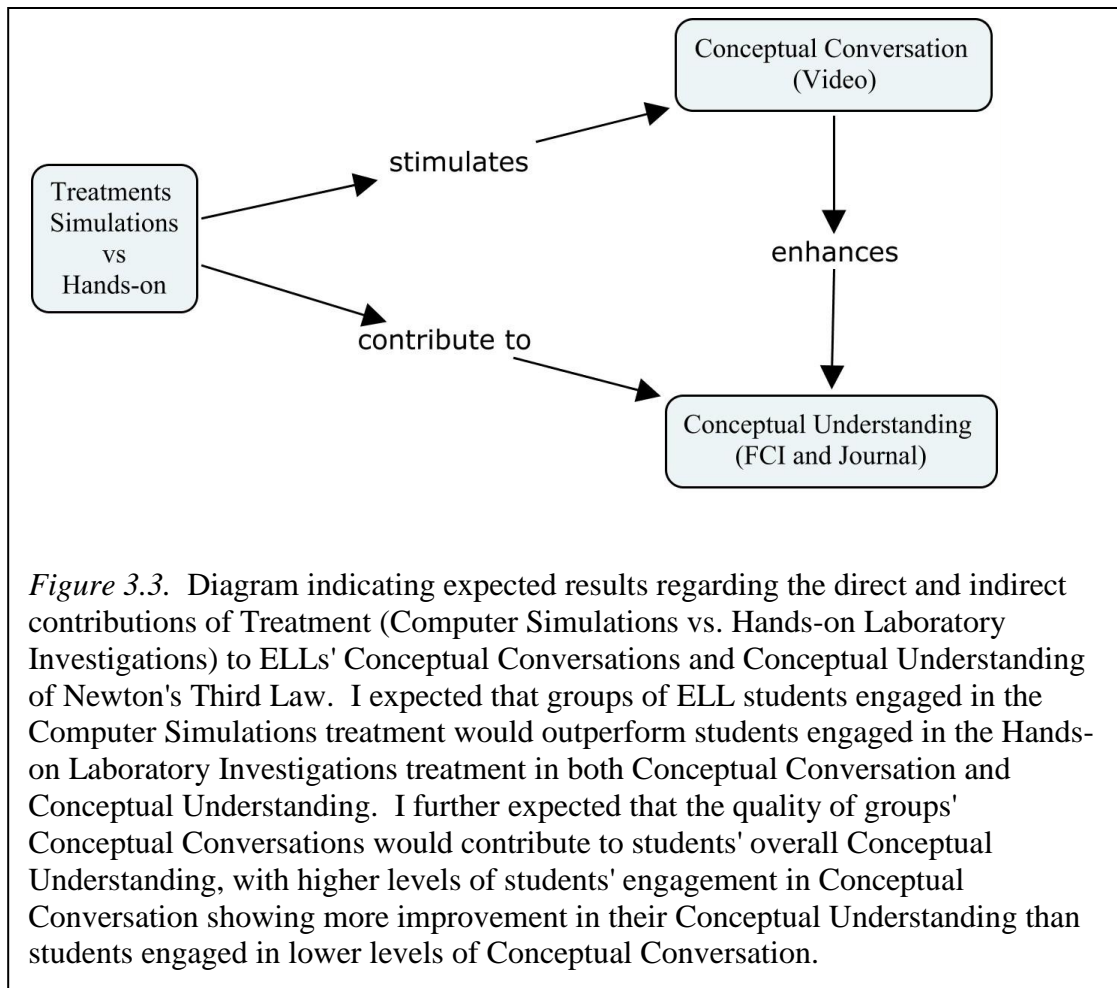 Conceptual Conversation
(Video)
stimulates
Treatments
Simulations
vs
Hands-on
enhances
contribute to
Conceptual Understanding
(FCI and Journal)
Figure 3.3.  Diagram indicating expected results regarding the direct and indirect
contributions of Treatment (Computer Simulations vs. Hands-on Laboratory
Investigations) to ELLs' Conceptual Conversations and Conceptual Understanding
of Newton's Third Law.  I expected that groups of ELL students engaged in the
Computer Simulations treatment would outperform students engaged in the Hands-
on Laboratory Investigations treatment in both Conceptual Conversation and
Conceptual Understanding.  I further expected that the quality of groups'
Conceptual Conversations would contribute to students' overall Conceptual
Understanding, with higher levels of students' engagement in Conceptual
Conversation showing more improvement in their Conceptual Understanding than
students engaged in lower levels of Conceptual Conversation.